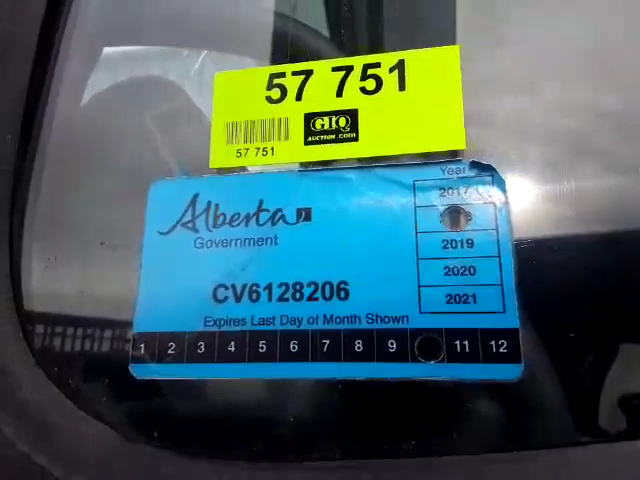 57 751
GIQ
AUCTION.com
57 751
Alberta
Government
Year
2017
2019
2020
2021
CV6128206
Expires Last Day of Month Shown
1 2 3 4 5 6 7 8 9 11 12